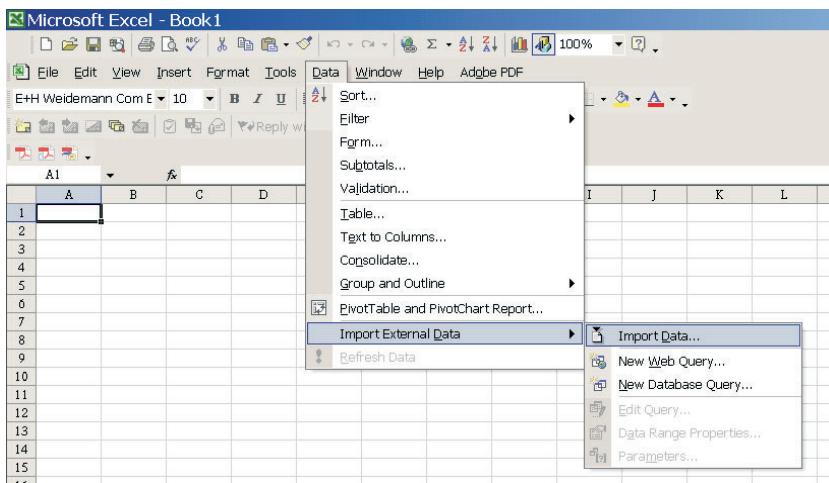 Microsoft Excel - Book1
100%
File Edit View Insert Format Tools Data Window Help Adobe PDF
E+H Weidemann Com E 10 B I U
Reply wi
A1 fx
A B C D I J K L
1
2
3
4
5
6
7
8
9
10
11
12
13
14
15
Sort...
Filter
Form...
Subtotals...
Validation...
Table...
Text to Columns...
Consolidate...
Group and Outline
PivotTable and PivotChart Report...
Import External Data
Refresh Data
Import Data...
New Web Query...
New Database Query...
Edit Query...
Data Range Properties...
Parameters...